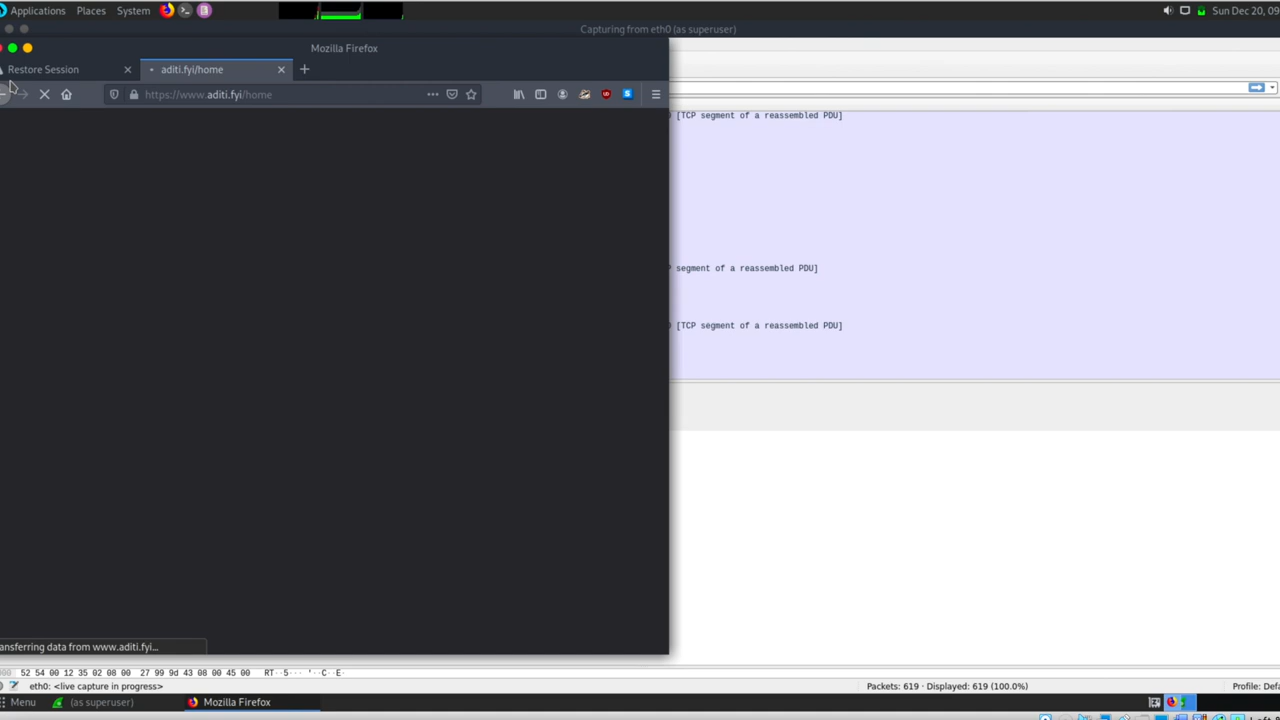 Applications Places System Sun Dec 20, 09
Capturing from eth0 (as superuser)
Mozilla Firefox
Restore Session aditi.fyi/home
https://www.aditi.fyi/home
[TCP segment of a reassembled PDU]
segment of a reassembled PDU]
[TCP segment of a reassembled PDU]
ansferring data from www.aditi.fyi…
52 54 00 12 35 02 08 00 27 99 9d 43 08 00 45 00 RT··5··· '··C··E·
eth0: <live capture in progress> Packets: 619 · Displayed: 619 (100.0%) Profile: Defa
Menu (as superuser) Mozilla Firefox